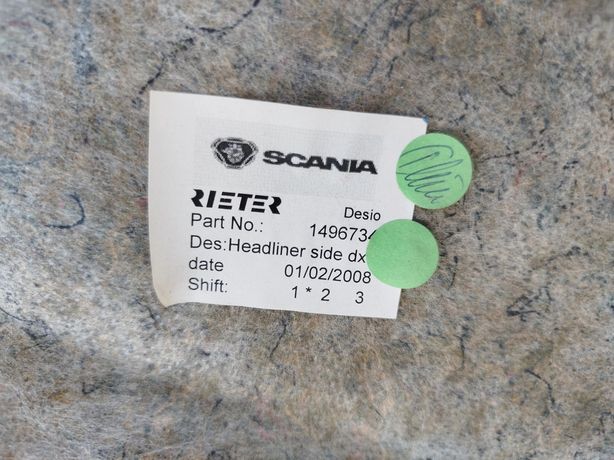 SCANIA
RIETER Desio
Part No.: 1496734
Des:Headliner side dx
date 01/02/2008
Shift: 1 * 2 3